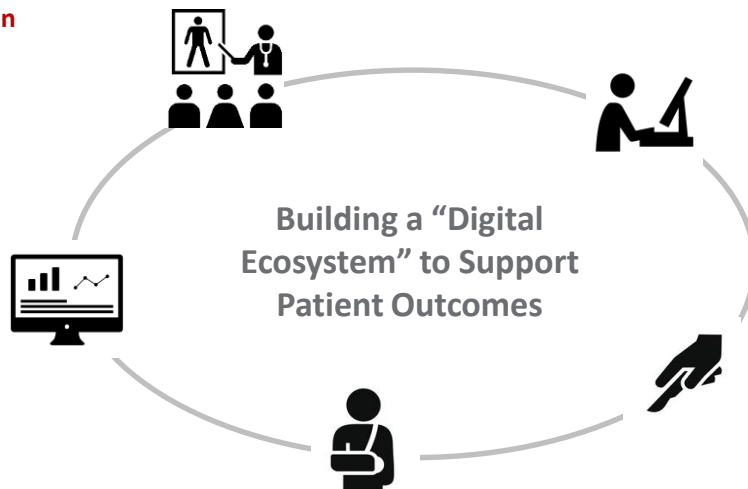 n
Building a “Digital
Ecosystem” to Support
Patient Outcomes